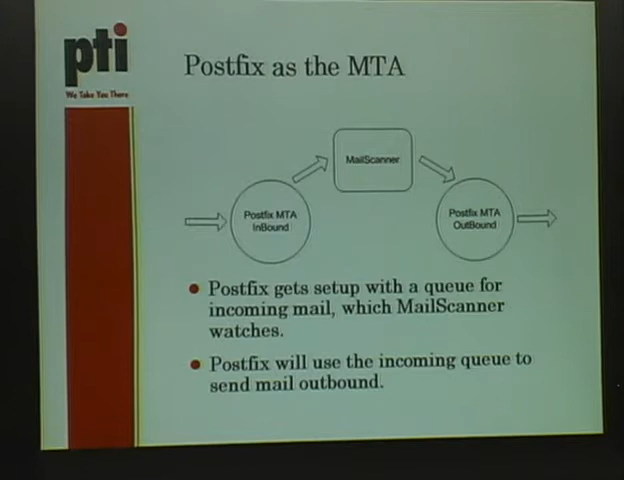 pti
We Take You There
Postfix as the MTA
MailScanner
Postfix MTA
InBound
Postfix MTA
OutBound
Postfix gets setup with a queue for
incoming mail, which MailScanner
watches.
Postfix will use the incoming queue to
send mail outbound.